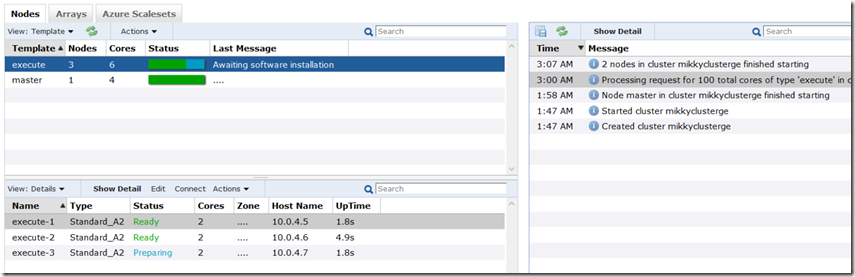 Nodes Arrays Azure Scalesets
View: Template Actions Search
Template Nodes Cores Status Last Message
execute 3 6 Awaiting software installation
master 1 4 ....
View: Details Show Detail Edit Connect Actions Search
Name Type Status Cores Zone Host Name UpTime
execute-1 Standard_A2 Ready 2 .... 10.0.4.5 1.8s
execute-2 Standard_A2 Ready 2 .... 10.0.4.6 4.9s
execute-3 Standard_A2 Preparing 2 .... 10.0.4.7 1.8s
Show Detail Search
Time Message
3:07 AM 2 nodes in cluster mikkyclusterge finished starting
3:00 AM Processing request for 100 total cores of type 'execute' in c
1:58 AM Node master in cluster mikkyclusterge finished starting
1:47 AM Started clusterge
1:47 AM Created cluster mikkyclusterge